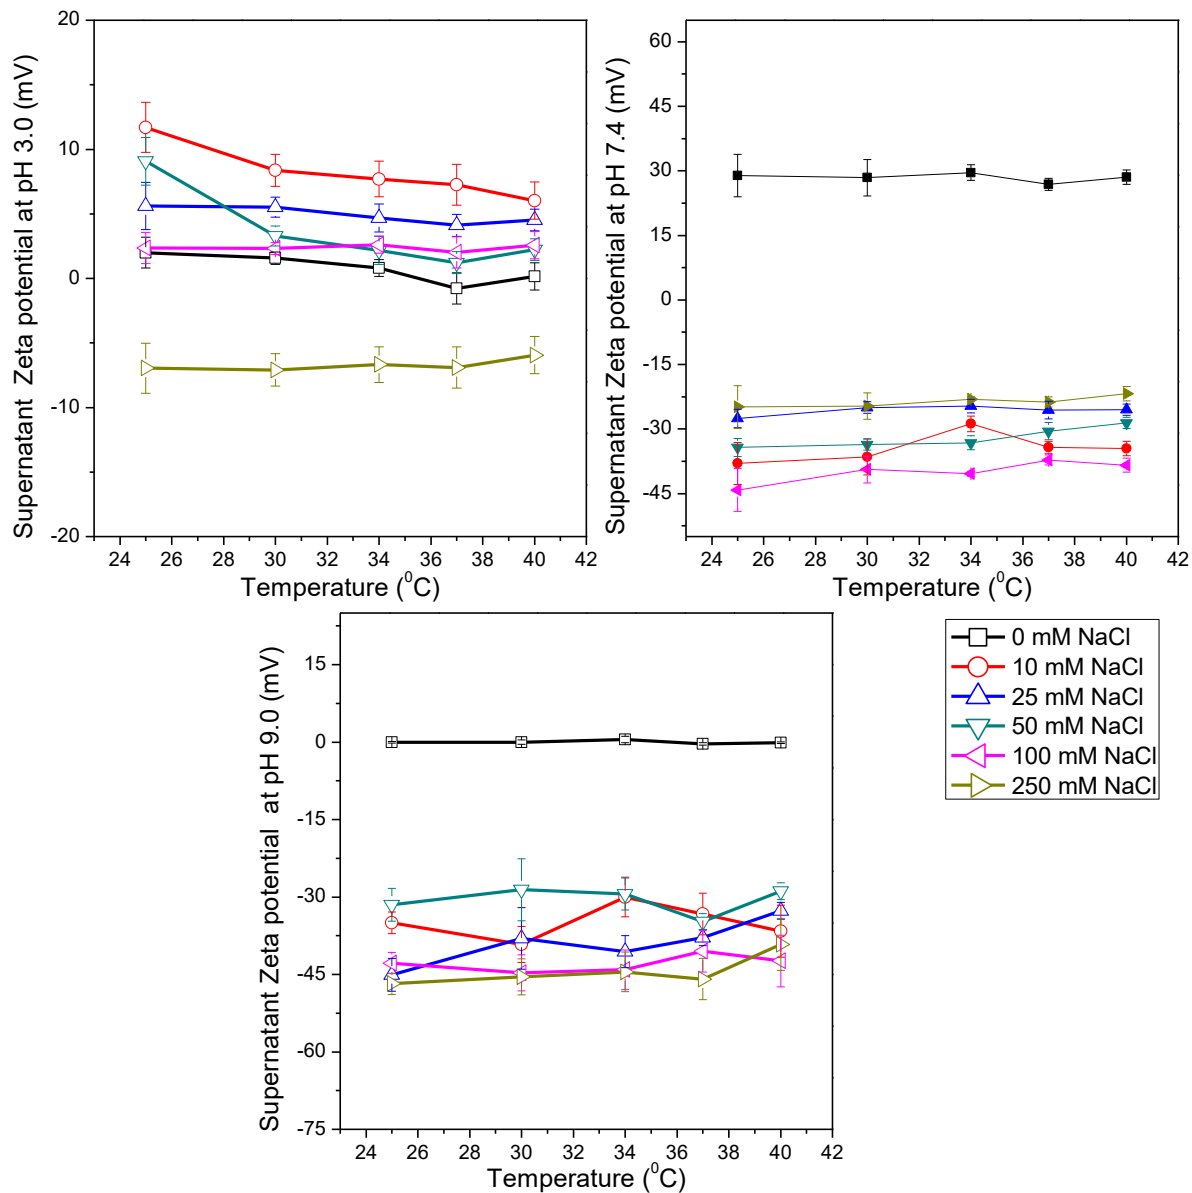 Supernatant  Zeta potential at pH 3.0 (mV)
20
10
0
-10
-20
24 26 28 30 32 34 36 38 40 42
Temperature (⁰C)
Supernatant Zeta potential at pH 7.4 (mV)
60
45
30
15
0
-15
-30
-45
24 26 28 30 32 34 36 38 40 42
Temperature (⁰C)
Supernatant Zeta potential  at pH 9.0 (mV)
15
0
-15
-30
-45
-60
-75
24 26 28 30 32 34 36 38 40 42
Temperature (⁰C)
0 mM NaCl
10 mM NaCl
25 mM NaCl
50 mM NaCl
100 mM NaCl
250 mM NaCl